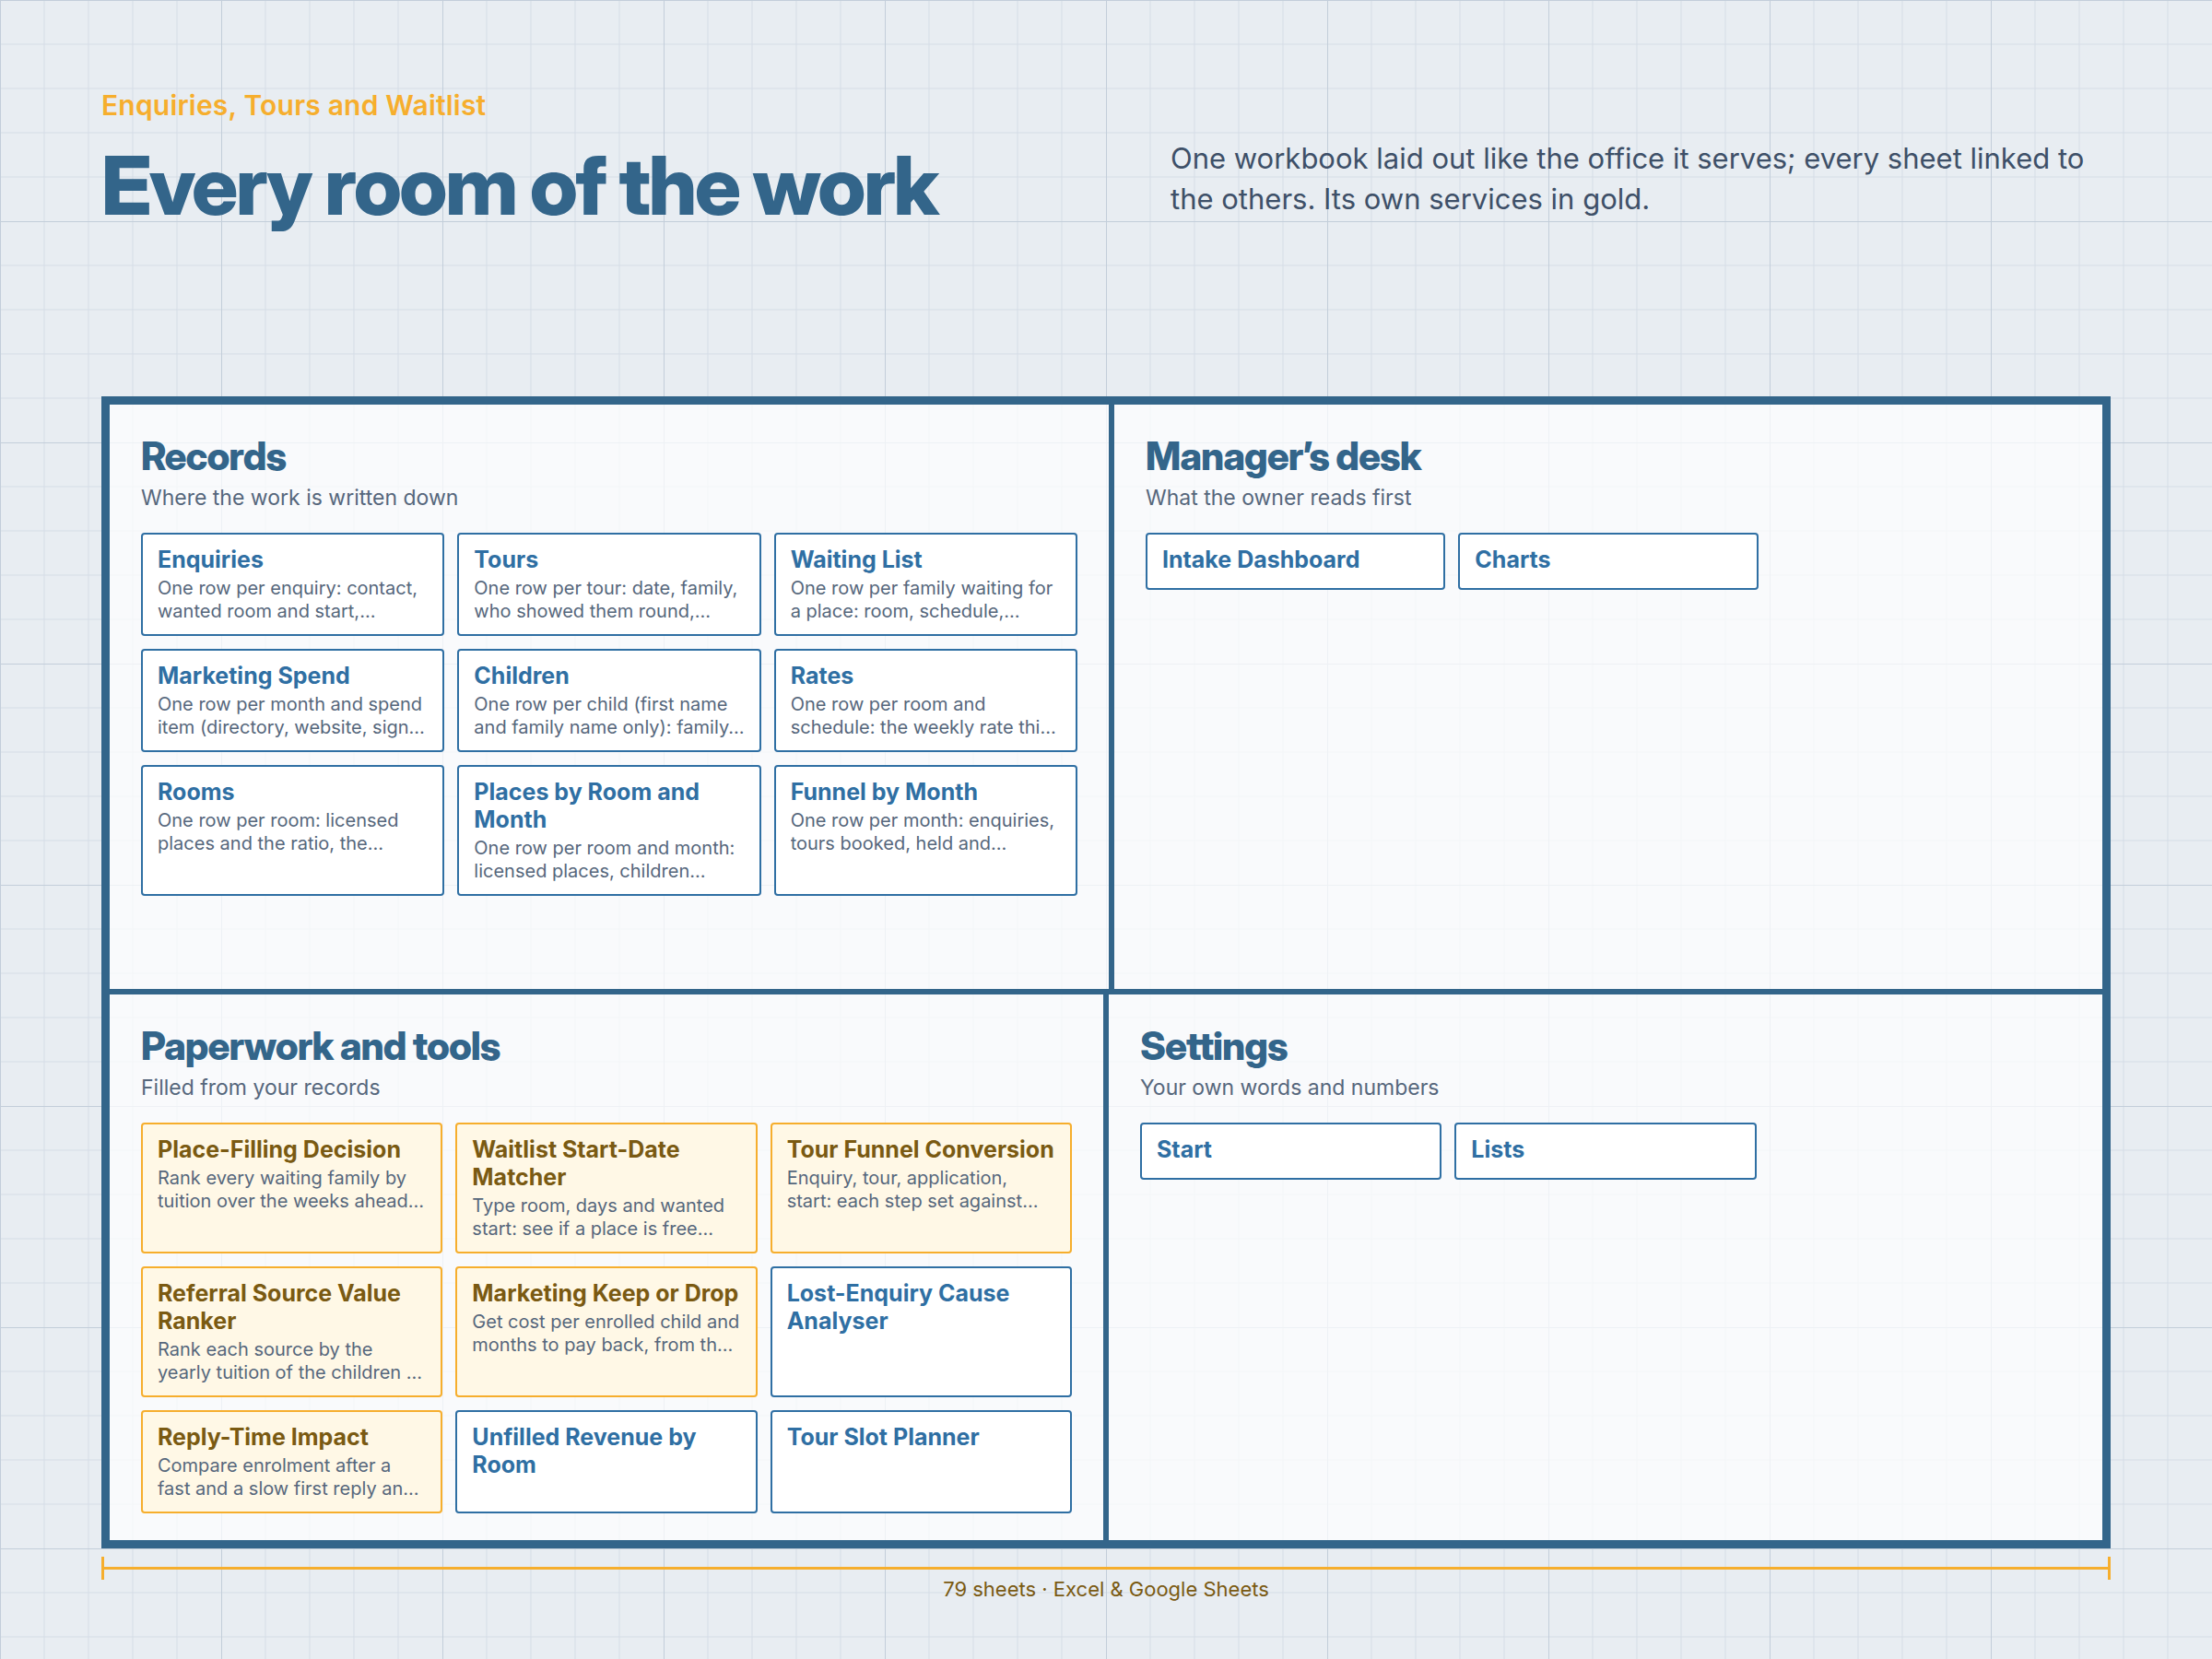 Enquiries, Tours and Waitlist
Every room of the work
One workbook laid out like the office it serves; every sheet linked to
the others. Its own services in gold.
Records
Where the work is written down
Enquiries
One row per enquiry: contact,
wanted room and start,...
Tours
One row per tour: date, family,
who showed them round,...
Waiting List
One row per family waiting for
a place: room, schedule,...
Marketing Spend
One row per month and spend
item (directory, website, sign...
Children
One row per child (first name
and family name only): family...
Rates
One row per room and
schedule: the weekly rate thi...
Rooms
One row per room: licensed
places and the ratio, the...
Places by Room and
Month
One row per room and month:
licensed places, children...
Funnel by Month
One row per month: enquiries,
tours booked, held and...
Manager’s desk
What the owner reads first
Intake Dashboard
Charts
Paperwork and tools
Filled from your records
Place-Filling Decision
Rank every waiting family by
tuition over the weeks ahead...
Waitlist Start-Date
Matcher
Type room, days and wanted
start: see if a place is free...
Tour Funnel Conversion
Enquiry, tour, application,
start: each step set against...
Referral Source Value
Ranker
Rank each source by the
yearly tuition of the children ...
Marketing Keep or Drop
Get cost per enrolled child and
months to pay back, from th...
Lost-Enquiry Cause
Analyser
Reply-Time Impact
Compare enrolment after a
fast and a slow first reply an...
Unfilled Revenue by
Room
Tour Slot Planner
Settings
Your own words and numbers
Start
Lists
79 sheets · Excel & Google Sheets